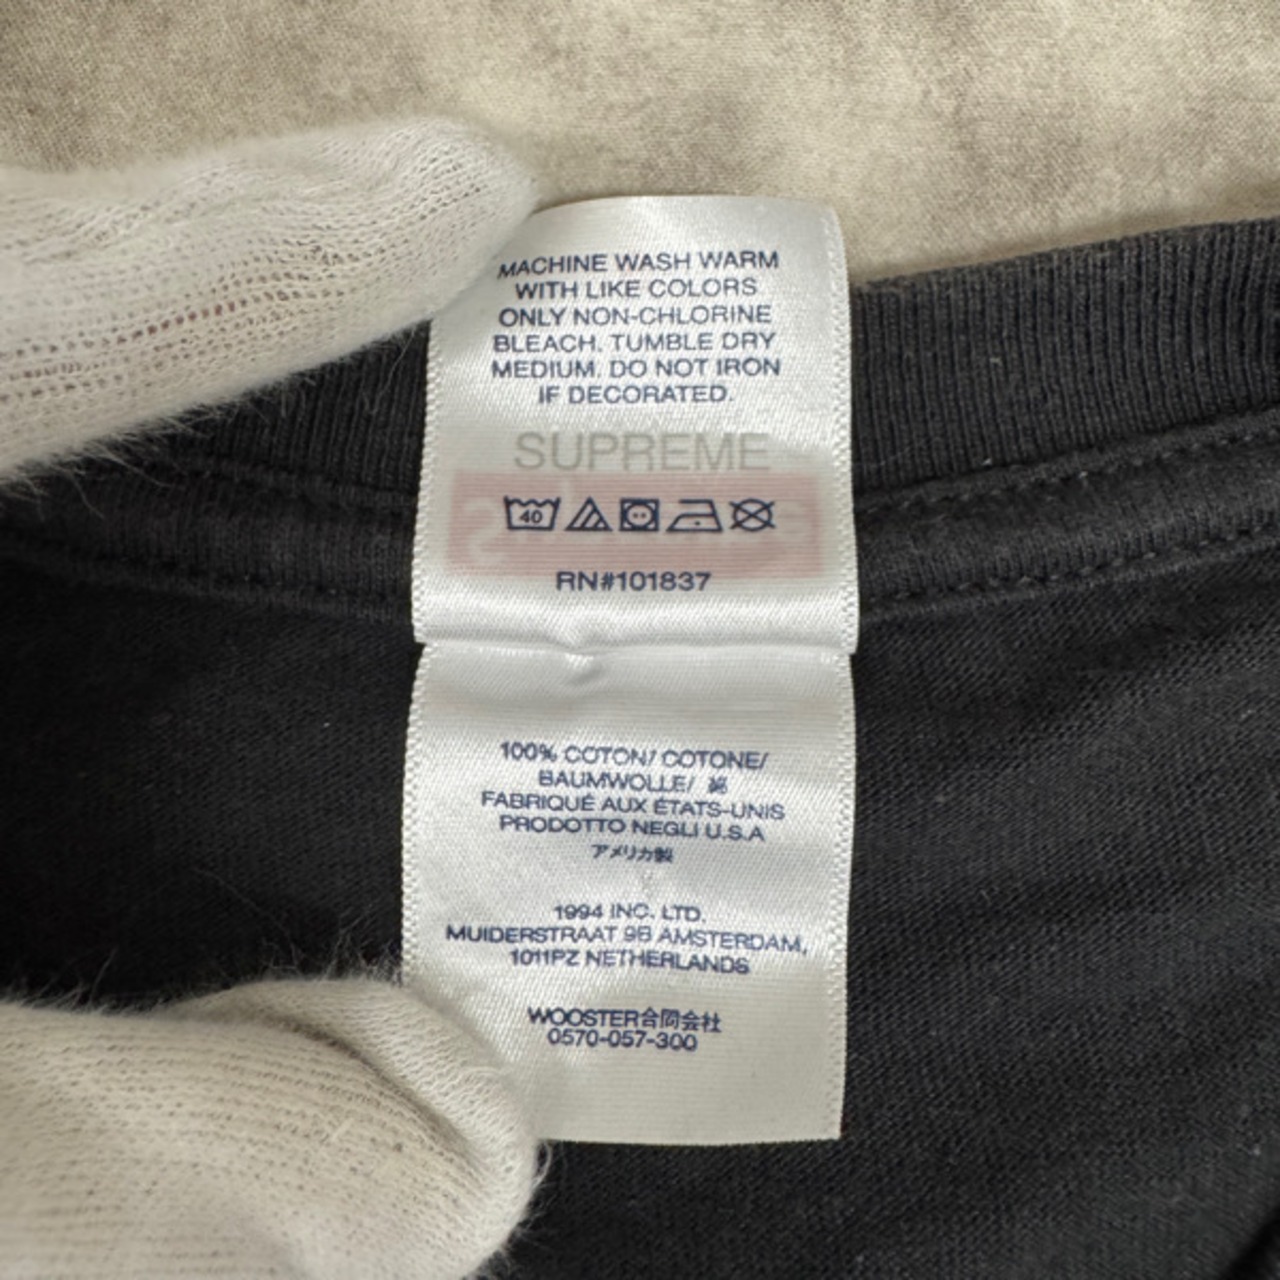 MACHINE WASH WARM
WITH LIKE COLORS
ONLY NON-CHLORINE
BLEACH. TUMBLE DRY
MEDIUM. DO NOT IRON
IF DECORATED.
SUPREME
40
RN#101837
100% COTON/ COTONE/
BAUMWOLLE/ 綿
FABRIQUÉ AUX ÉTATS-UNIS
PRODOTTO NEGLI U.S.A
アメリカ製
1994 INC. LTD.
MUIDERSTRAAT 9B AMSTERDAM,
1011PZ NETHERLANDS
WOOSTER合同会社
0570-057-300